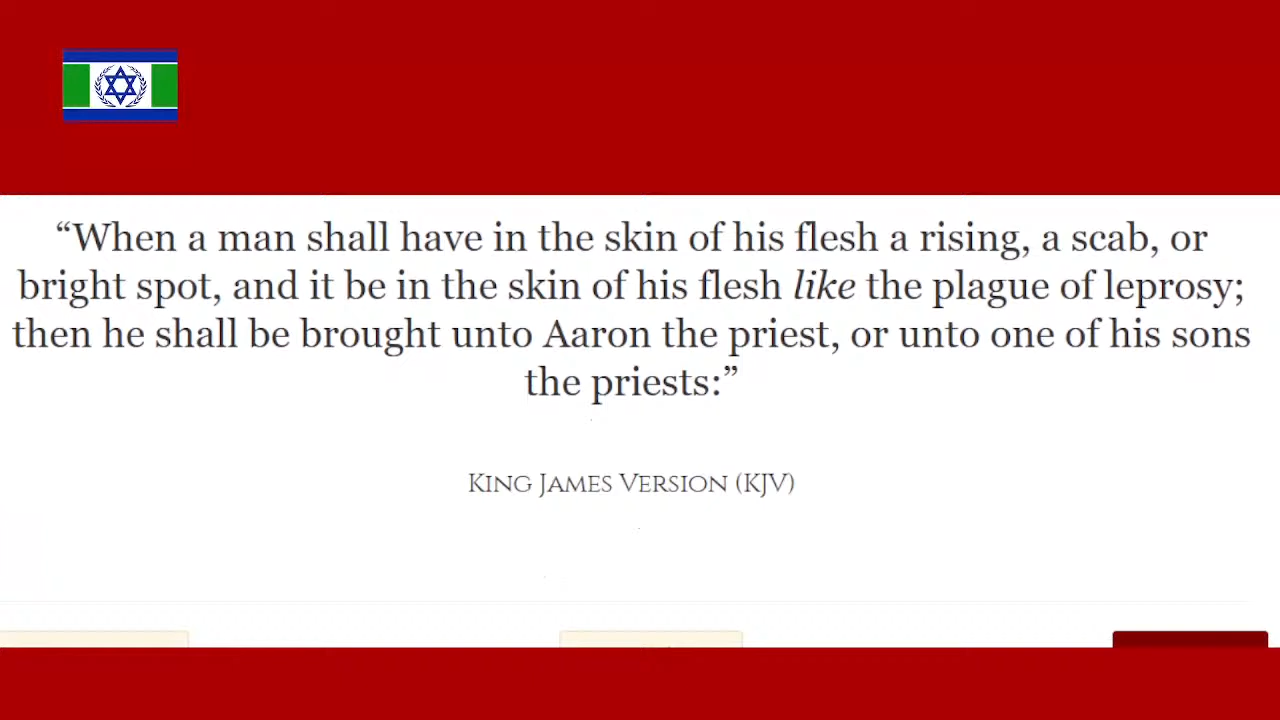 “When a man shall have in the skin of his flesh a rising, a scab, or
bright spot, and it be in the skin of his flesh like the plague of leprosy;
then he shall be brought unto Aaron the priest, or unto one of his sons
the priests:”
King James Version (KJV)